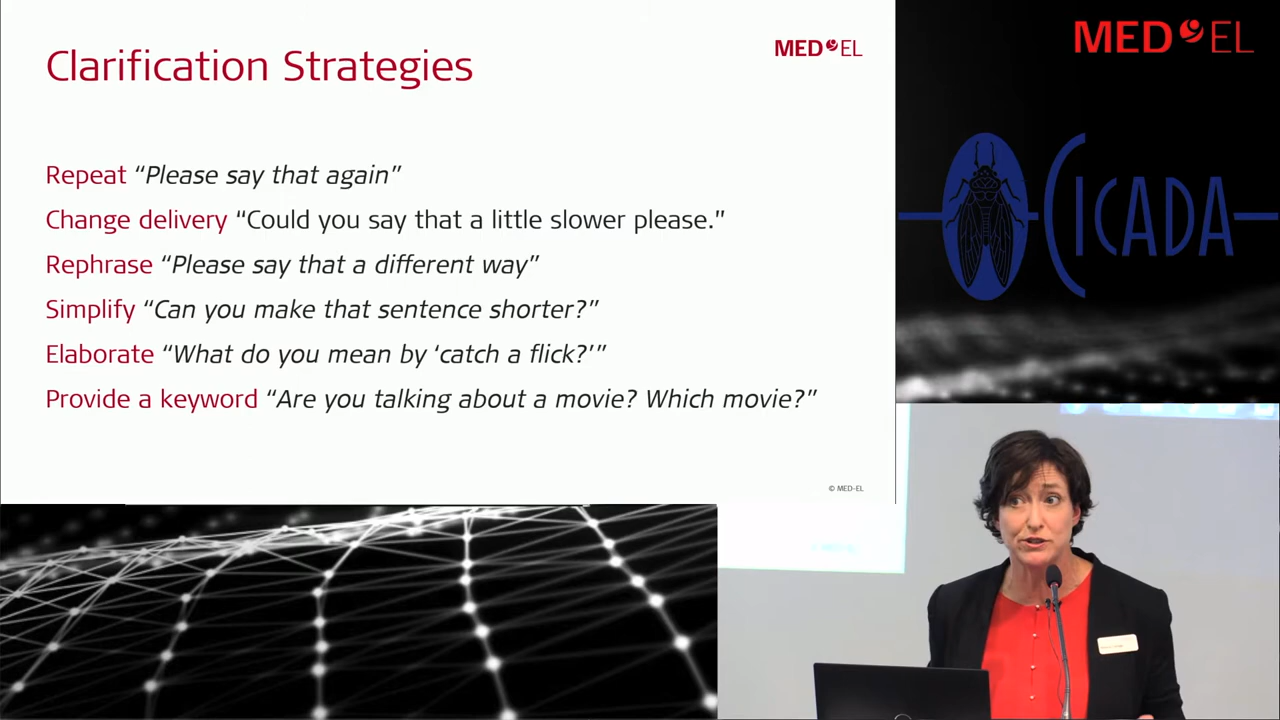 Clarification Strategies
MED EL
Repeat “Please say that again”
Change delivery “Could you say that a little slower please.”
Rephrase “Please say that a different way”
Simplify “Can you make that sentence shorter?”
Elaborate “What do you mean by ‘catch a flick?’”
Provide a keyword “Are you talking about a movie? Which movie?”
© MED-EL
MED EL
CICADA